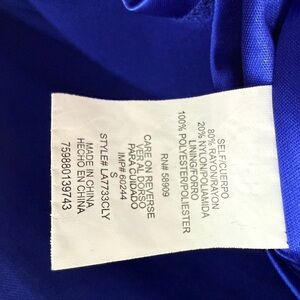 SELF/CUERPO
80% RAYON/RAYON
20% NYLON/POLIAMIDA
LINING/FORRO
100% POLYESTER/POLIESTER
RN# 58909
CARE ON REVERSE
VER AL DORSO
PARA CUIDADO
IMP# 60244
S
STYLE# LA7733CLY
MADE IN CHINA
HECHO EN CHINA
759880139743